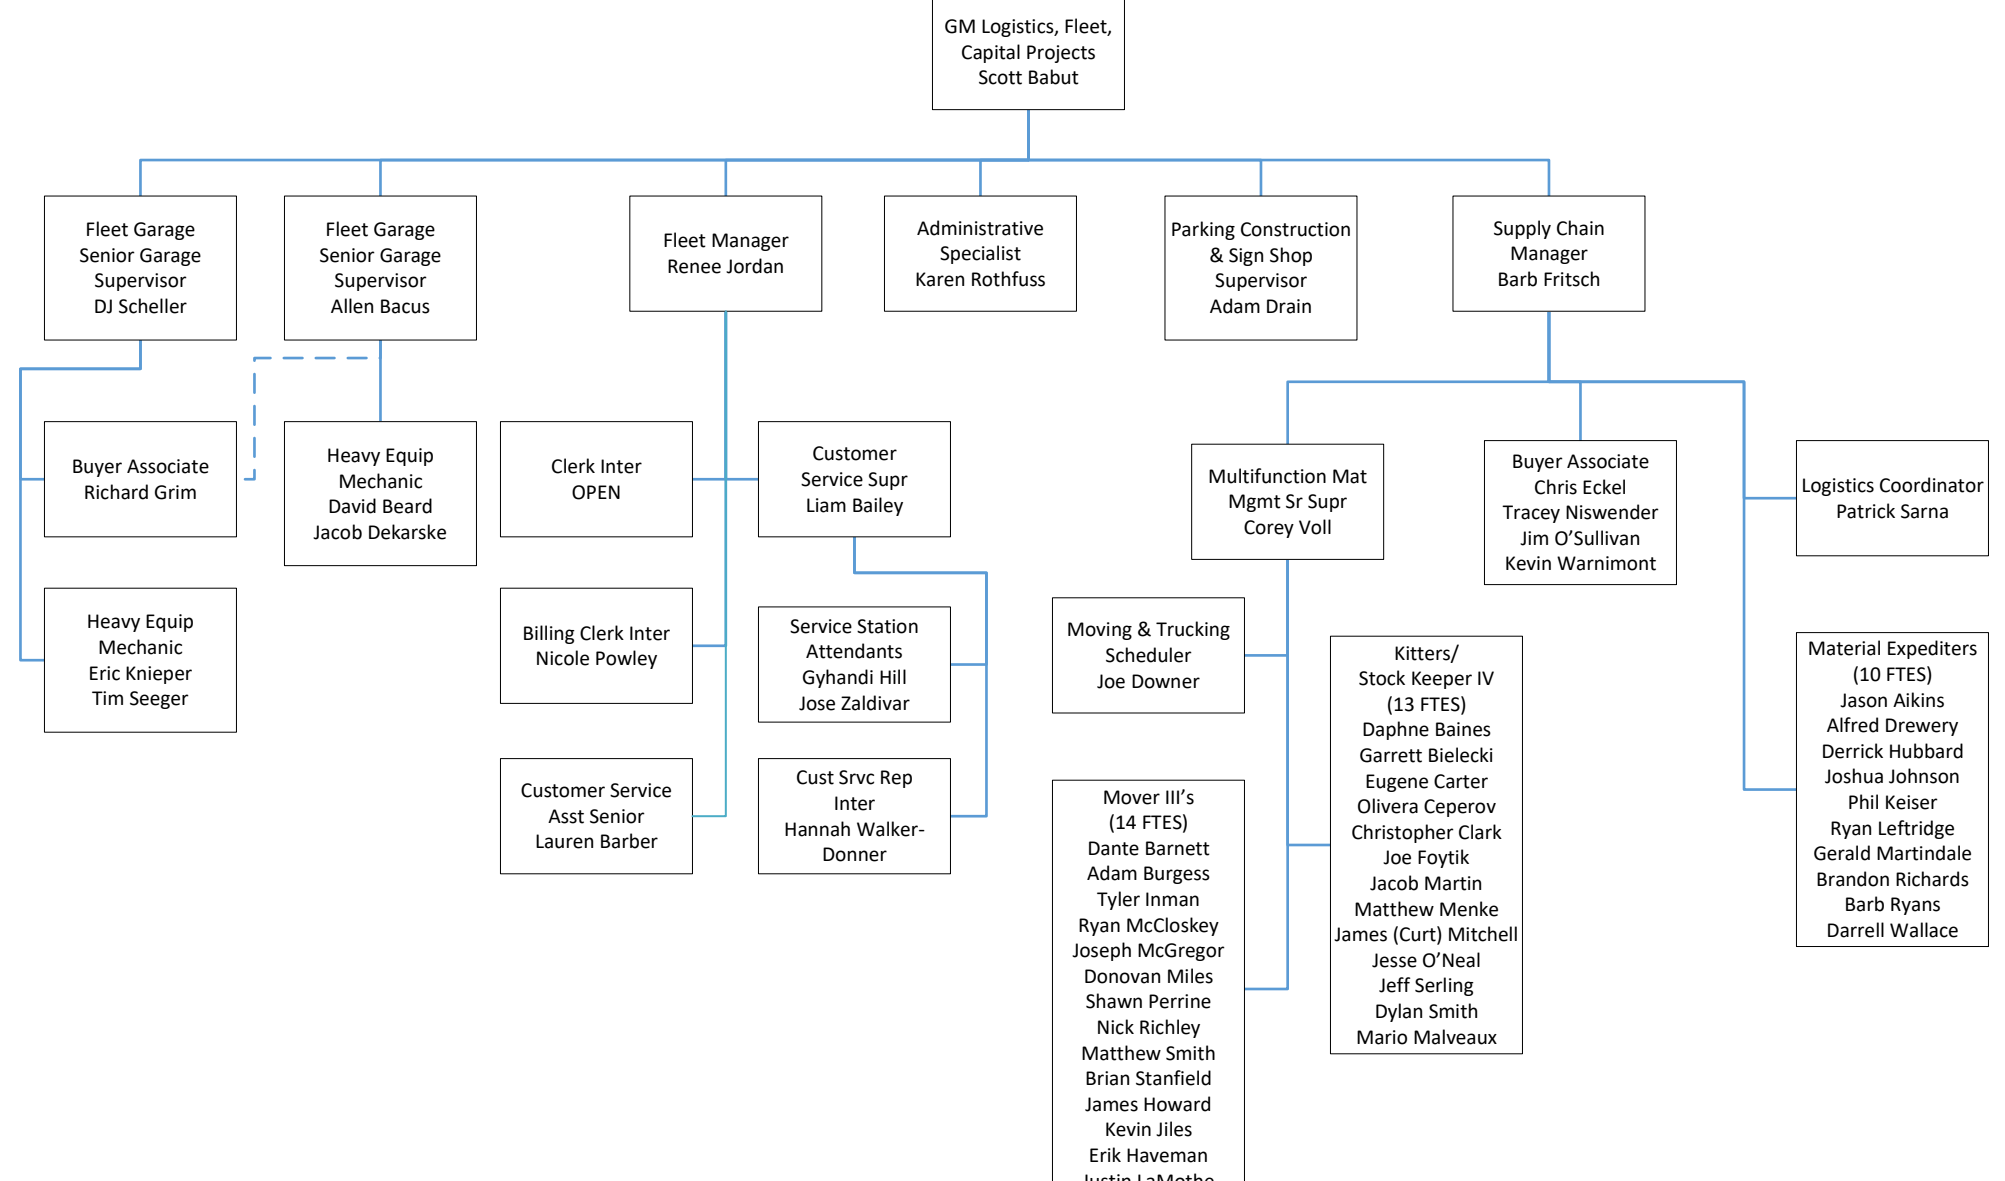 GM Logistics, Fleet,
Capital Projects
Scott Babut
Fleet Garage
Senior Garage
Supervisor
DJ Scheller
Fleet Garage
Senior Garage
Supervisor
Allen Bacus
Fleet Manager
Renee Jordan
Administrative
Specialist
Karen Rothfuss
Parking Construction
& Sign Shop
Supervisor
Adam Drain
Supply Chain
Manager
Barb Fritsch
Buyer Associate
Richard Grim
Heavy Equip
Mechanic
David Beard
Jacob Dekarske
Clerk Inter
OPEN
Customer
Service Supr
Liam Bailey
Multifunction Mat
Mgmt Sr Supr
Corey Voll
Buyer Associate
Chris Eckel
Tracey Niswender
Jim O’Sullivan
Kevin Warnimont
Logistics Coordinator
Patrick Sarna
Heavy Equip
Mechanic
Eric Knieper
Tim Seeger
Billing Clerk Inter
Nicole Powley
Service Station
Attendants
Gyhandi Hill
Jose Zaldivar
Moving & Trucking
Scheduler
Joe Downer
Kitters/
Stock Keeper IV
(13 FTES)
Daphne Baines
Garrett Bielecki
Eugene Carter
Olivera Ceperov
Christopher Clark
Joe Foytik
Jacob Martin
Matthew Menke
James (Curt) Mitchell
Jesse O’Neal
Jeff Serling
Dylan Smith
Mario Malveaux
Material Expediters
(10 FTES)
Jason Aikins
Alfred Drewery
Derrick Hubbard
Joshua Johnson
Phil Keiser
Ryan Leftridge
Gerald Martindale
Brandon Richards
Barb Ryans
Darrell Wallace
Customer Service
Asst Senior
Lauren Barber
Cust Srvc Rep
Inter
Hannah Walker-
Donner
Mover III’s
(14 FTES)
Dante Barnett
Adam Burgess
Tyler Inman
Ryan McCloskey
Joseph McGregor
Donovan Miles
Shawn Perrine
Nick Richley
Matthew Smith
Brian Stanfield
James Howard
Kevin Jiles
Erik Haveman
Justin LaMothe